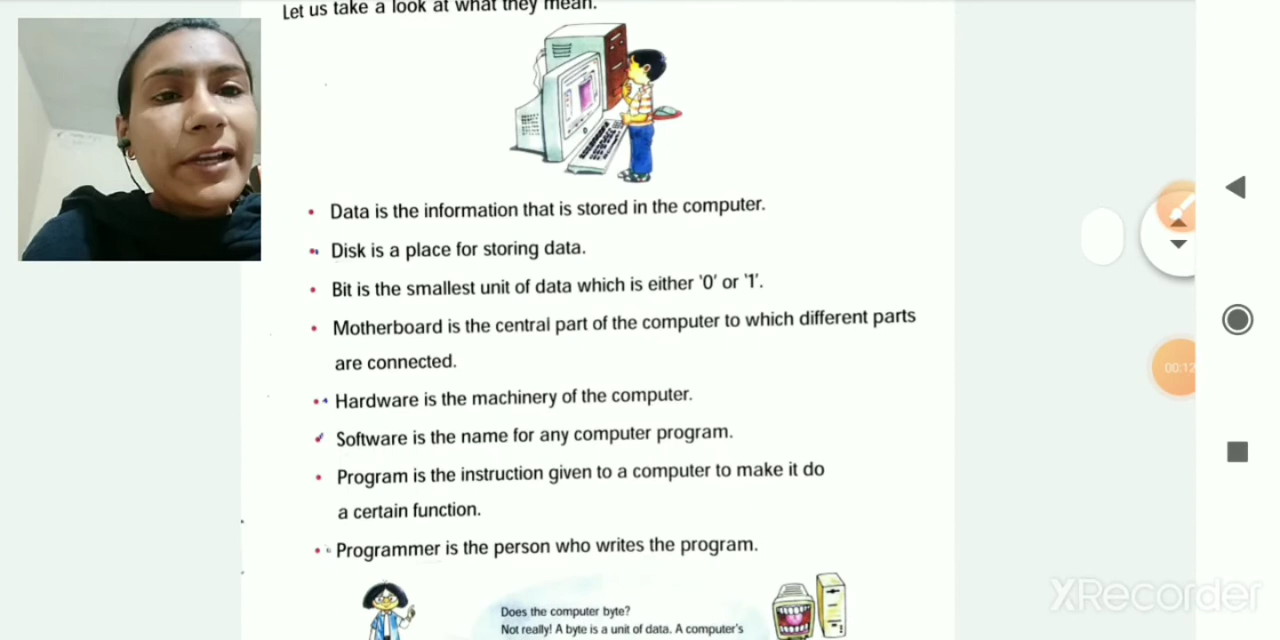 Let us take a look at what they mean.
• Data is the information that is stored in the computer.
• Disk is a place for storing data.
• Bit is the smallest unit of data which is either '0' or '1'.
• Motherboard is the central part of the computer to which different parts
are connected.
• Hardware is the machinery of the computer.
• Software is the name for any computer program.
• Program is the instruction given to a computer to make it do
a certain function.
• Programmer is the person who writes the program.
Does the computer byte?
Not really! A byte is a unit of data. A computer's
00:12
XRecorder